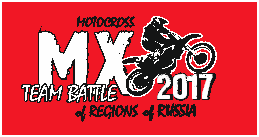 MOTOCROSS
MX
TEAM BATTLE 2017
of REGIONS of RUSSIA